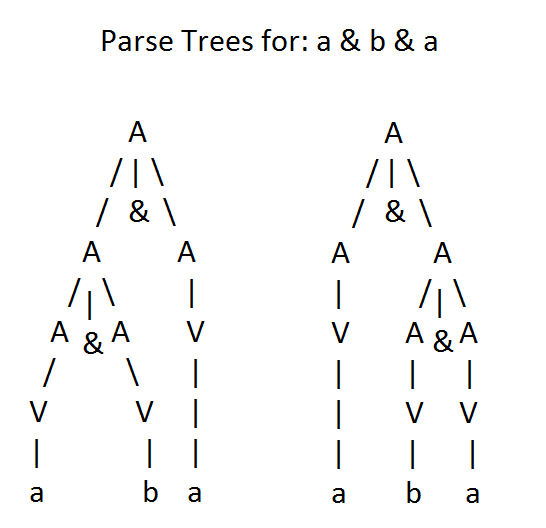 Parse Trees for: a & b & a
A A
/ | \ / | \
/ & \ / & \
A A A A
/ | \ | | / | \
A & A V V A & A
/ \ | | | |
V V | | V V
| | | | | |
a b a a b a